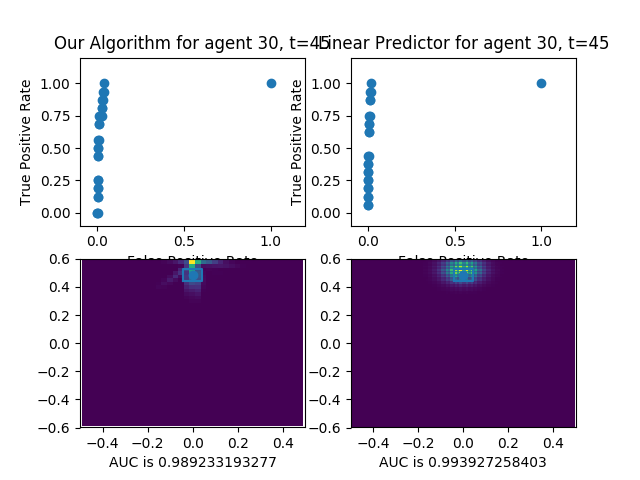 Our Algorithm for agent 30, t=45
Linear Predictor for agent 30, t=45
True Positive Rate
1.00
0.75
0.50
0.25
0.00
0.0 0.5 1.0
False Positive Rate
True Positive Rate
1.00
0.75
0.50
0.25
0.00
0.0 0.5 1.0
False Positive Rate
0.6
0.4
0.2
0.0
−0.2
−0.4
−0.6
−0.4 −0.2 0.0 0.2 0.4
AUC is 0.989233193277
0.6
0.4
0.2
0.0
−0.2
−0.4
−0.6
−0.4 −0.2 0.0 0.2 0.4
AUC is 0.993927258403